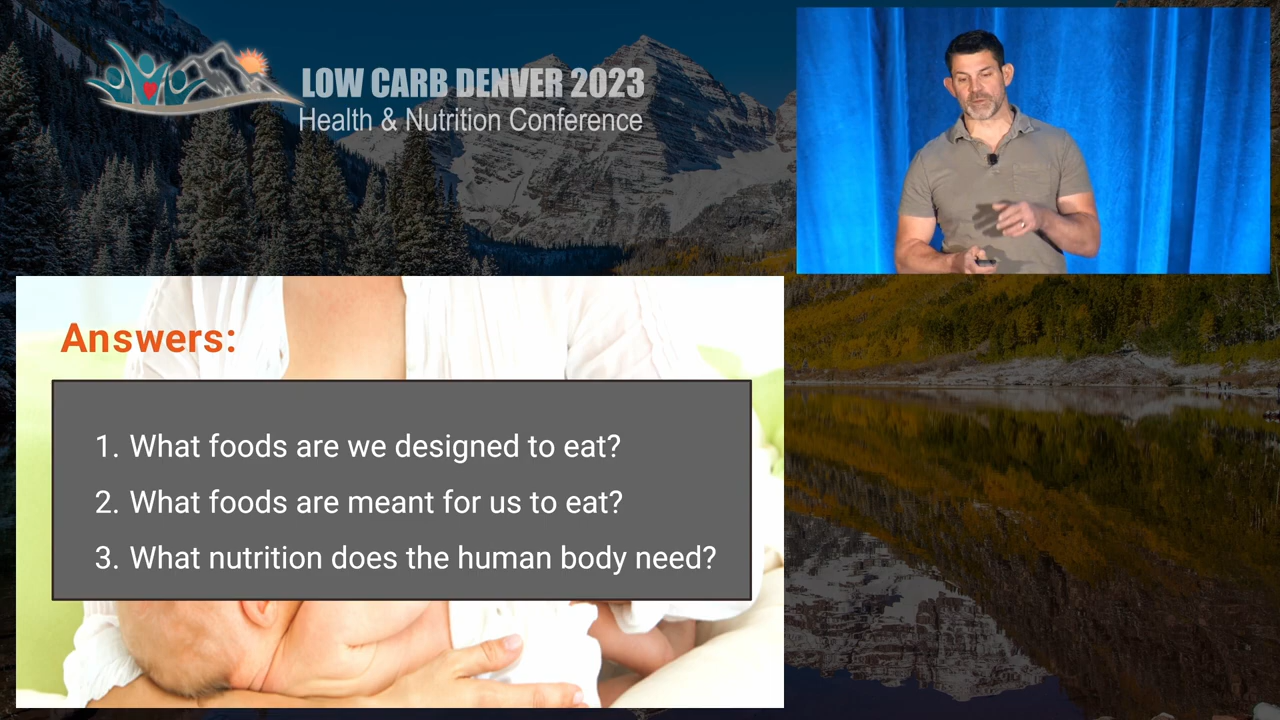 LOW CARB DENVER 2023
Health & Nutrition Conference
Answers:
1. What foods are we designed to eat?
2. What foods are meant for us to eat?
3. What nutrition does the human body need?